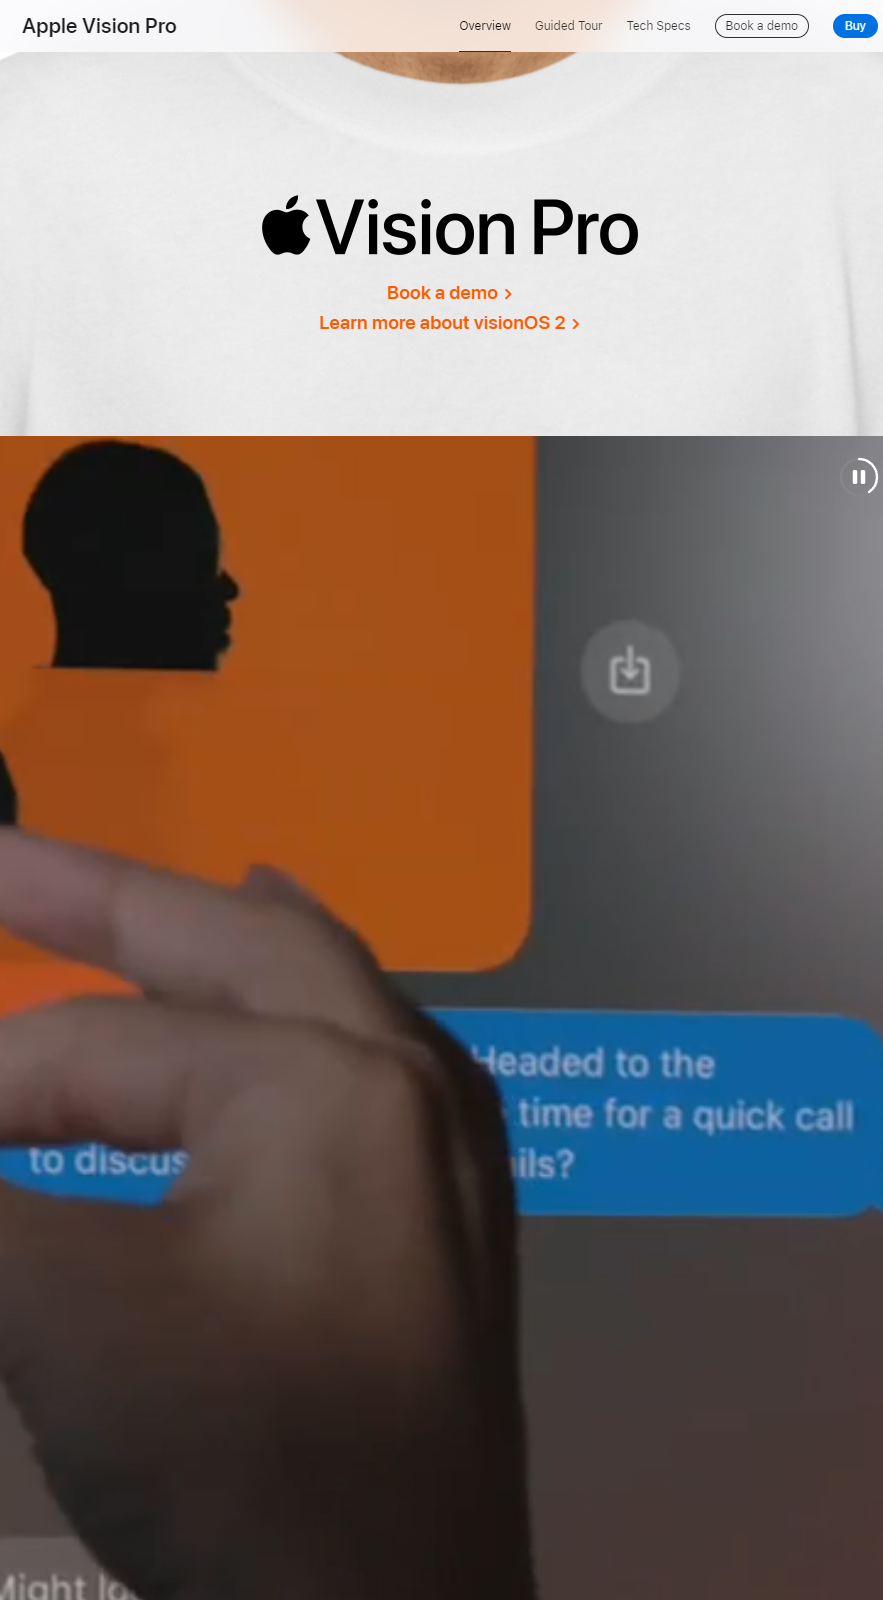 Apple Vision Pro
Overview
Guided Tour
Tech Specs
Book a demo
Buy
Vision Pro
Book a demo >
Learn more about visionOS 2 >
Headed to the
time for a quick call
to discus
?
Might